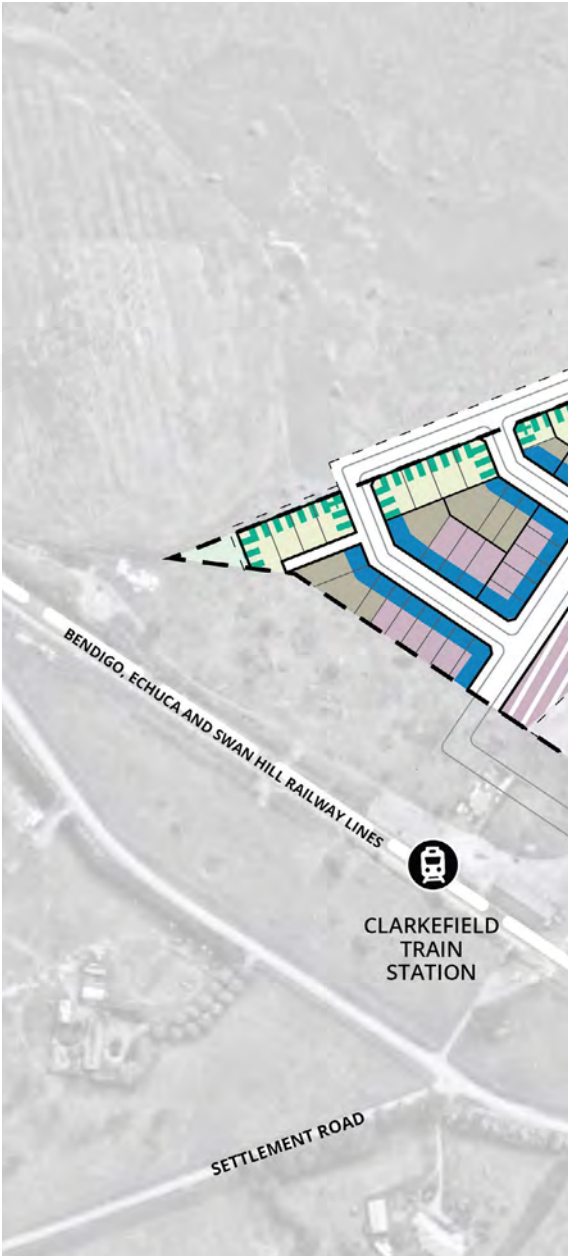 BENDIGO, ECHUCA AND SWAN HILL RAILWAY LINES
CLARKEFIELD
TRAIN
STATION
SETTLEMENT ROAD